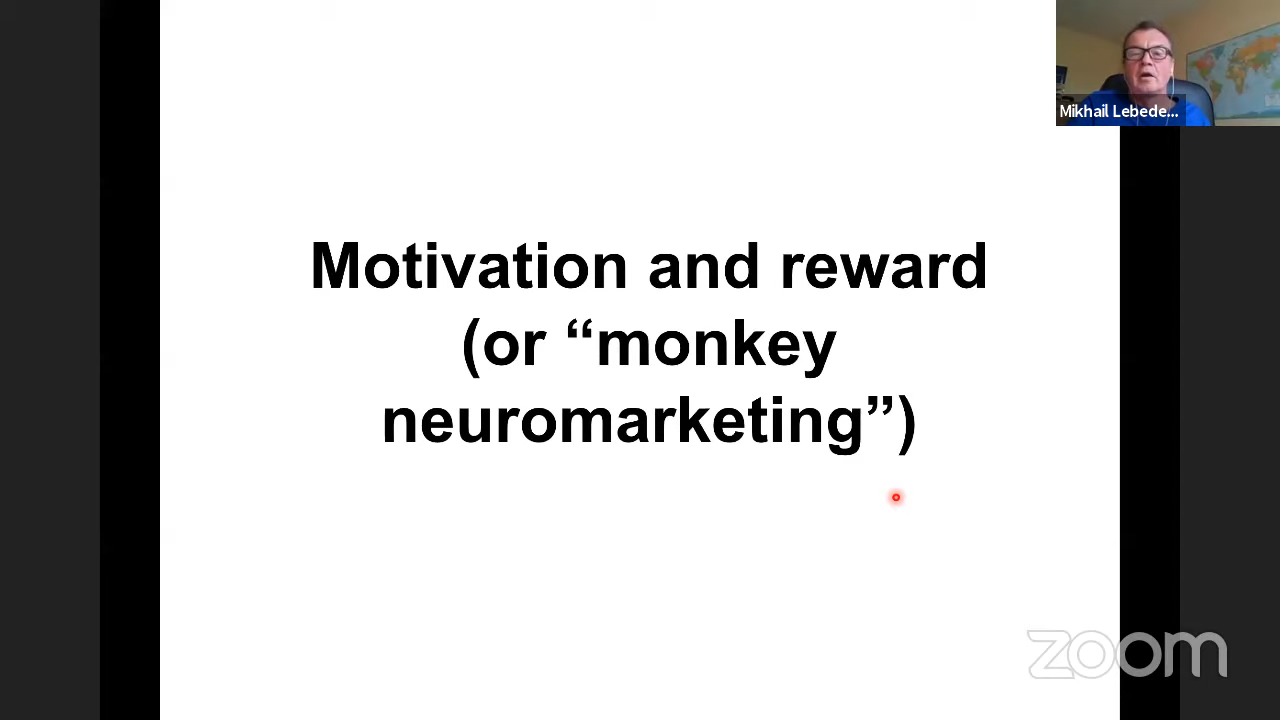 Mikhail Lebede...
Motivation and reward
(or “monkey
neuromarketing”)
zoom